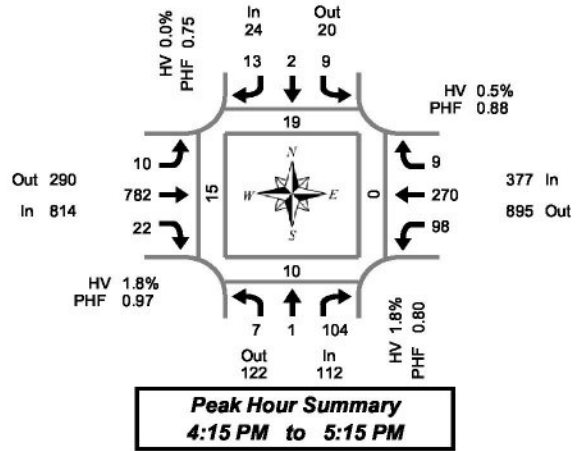 In Out
24 20
HV 0.0%
PHF 0.75
13 2 9
HV 0.5%
PHF 0.88
19
N
W E
S
10
782
22
Out 290
In 814
15
0
9
270
98
377 In
895 Out
10
HV 1.8%
PHF 0.97
7 1 104
HV 1.8%
PHF 0.80
Out In
122 112
Peak Hour Summary
4:15 PM to 5:15 PM